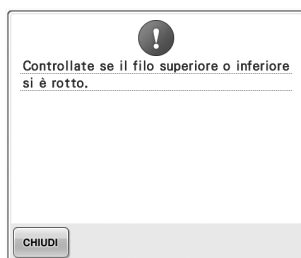 Controllate se il filo superiore o inferiore
si è rotto.
CHIUDI